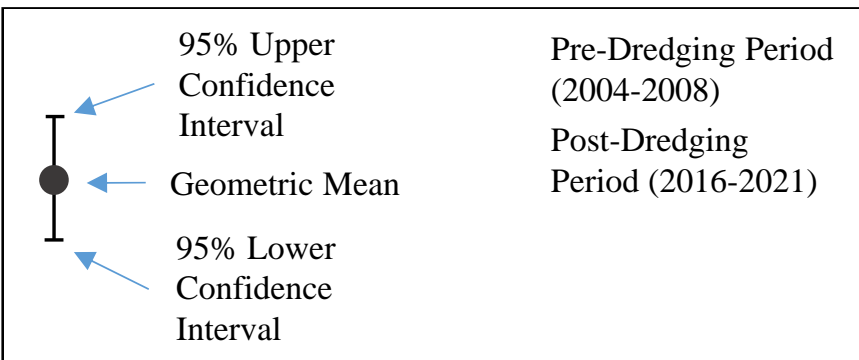 95% Upper
Confidence
Interval
Geometric Mean
95% Lower
Confidence
Interval
Pre-Dredging Period
(2004-2008)
Post-Dredging
Period (2016-2021)